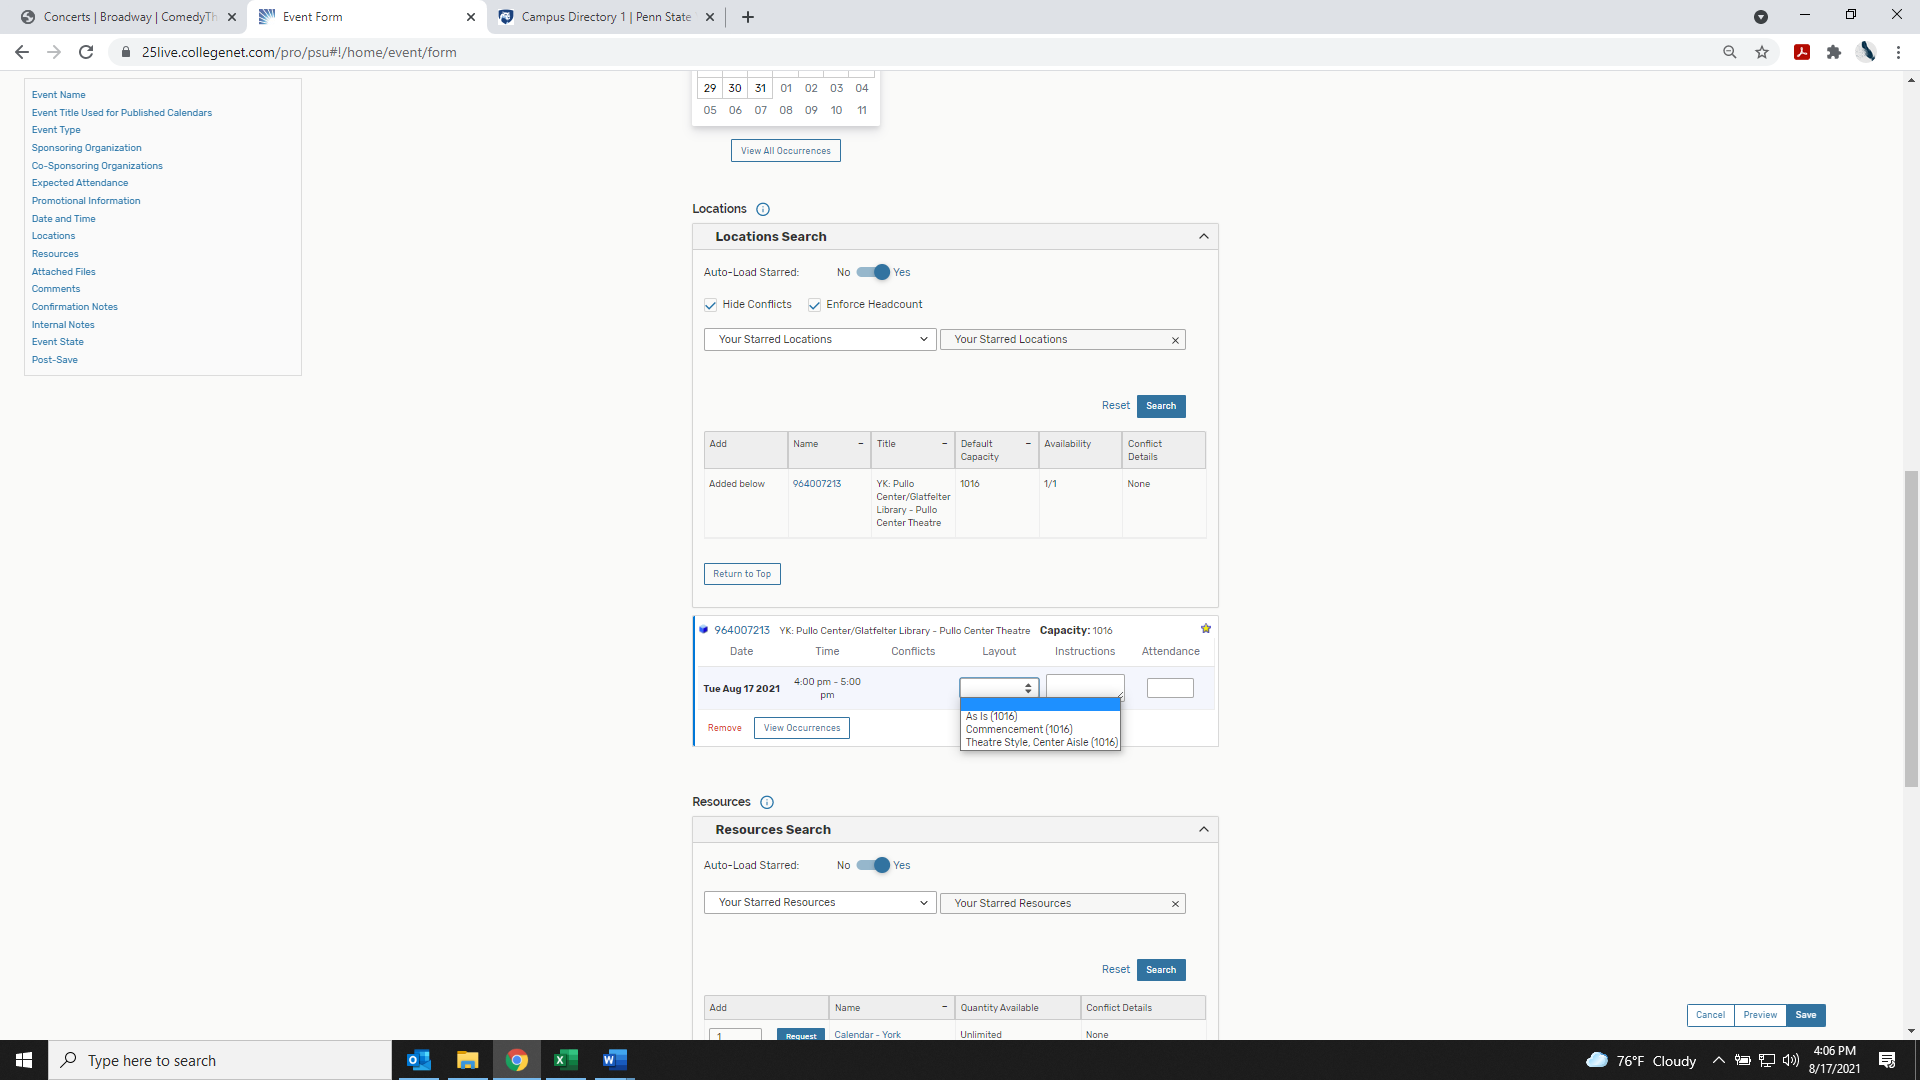 Concerts | Broadway | ComedyTh
Event Form
Campus Directory 1 | Penn State
25live.collegenet.com/pro/psu#!/home/event/form
Event Name
Event Title Used for Published Calendars
Event Type
Sponsoring Organization
Co-Sponsoring Organizations
Expected Attendance
Promotional Information
Date and Time
Locations
Resources
Attached Files
Comments
Confirmation Notes
Internal Notes
Event State
Post-Save
29 30 31 01 02 03 04
05 06 07 08 09 10 11
View All Occurrences
Locations
Locations Search
Auto-Load Starred: No Yes
Hide Conflicts Enforce Headcount
Your Starred Locations Your Starred Locations
Reset Search
Add Name Title Default Capacity Availability Conflict Details
Added below 964007213 YK: Pullo 1016 1/1 None
Center/Glatfelter
Library - Pullo
Center Theatre
Return to Top
964007213 YK: Pullo Center/Glatfelter Library - Pullo Center Theatre Capacity: 1016
Date Time Conflicts Layout Instructions Attendance
Tue Aug 17 2021 4:00 pm - 5:00
pm
As Is (1016)
Commencement (1016)
Theatre Style, Center Aisle (1016)
Remove View Occurrences
Resources
Resources Search
Auto-Load Starred: No Yes
Your Starred Resources Your Starred Resources
Reset Search
Add Name Quantity Available Conflict Details
1 Request Calendar - York Unlimited None
Cancel Preview Save
Type here to search
76°F Cloudy
4:06 PM
8/17/2021